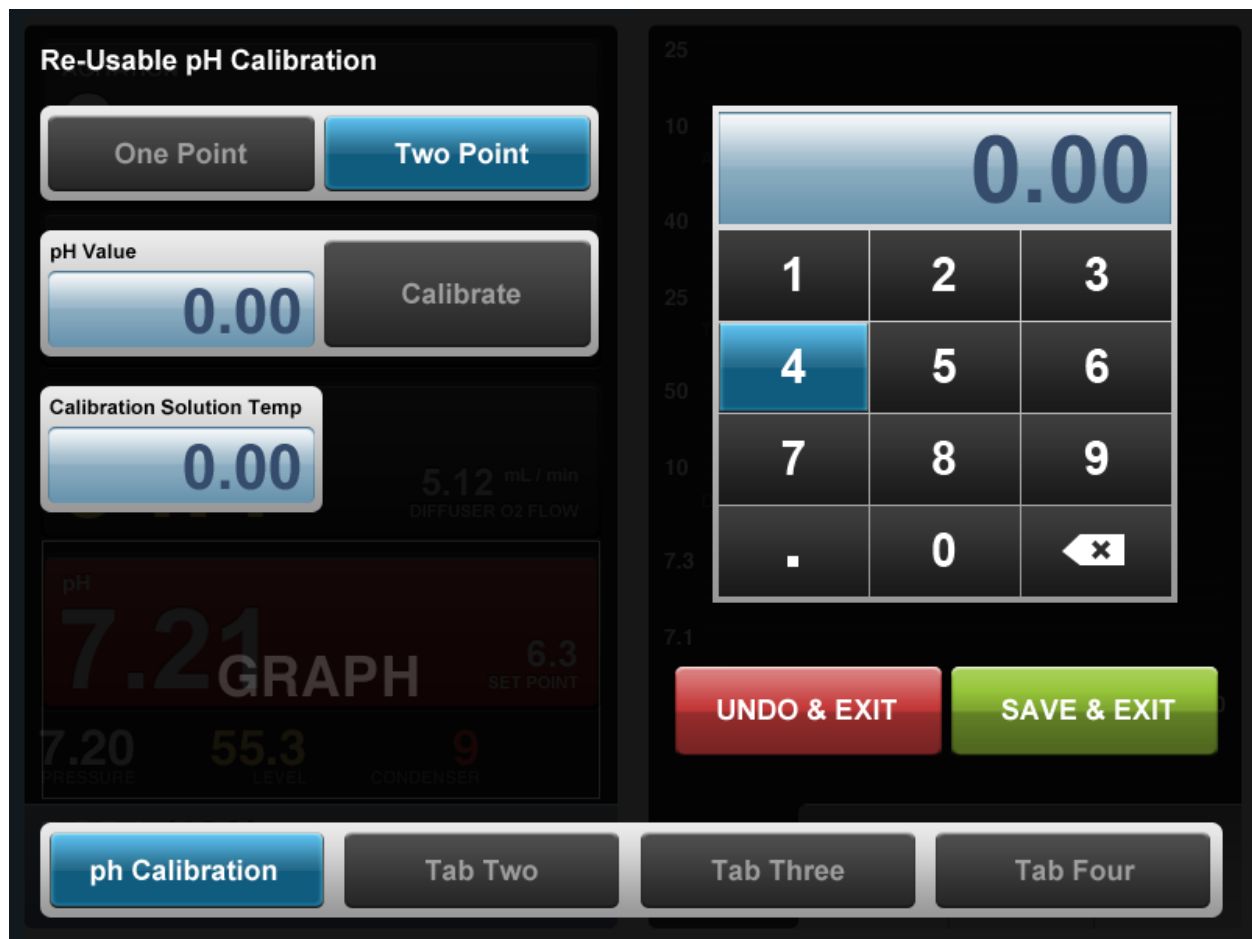 Re-Usable pH Calibration
One Point
Two Point
pH Value
0.00
Calibrate
Calibration Solution Temp
0.00
5.12 mL / min
DIFFUSER O2 FLOW
pH
7.21
GRAPH
6.3
SET POINT
7.20
PRESSURE
55.3
LEVEL
9
CONDENSER
25
10
40
25
50
10
7.3
7.1
0.00
1 2 3
4 5 6
7 8 9
. 0
UNDO & EXIT
SAVE & EXIT
ph Calibration
Tab Two
Tab Three
Tab Four